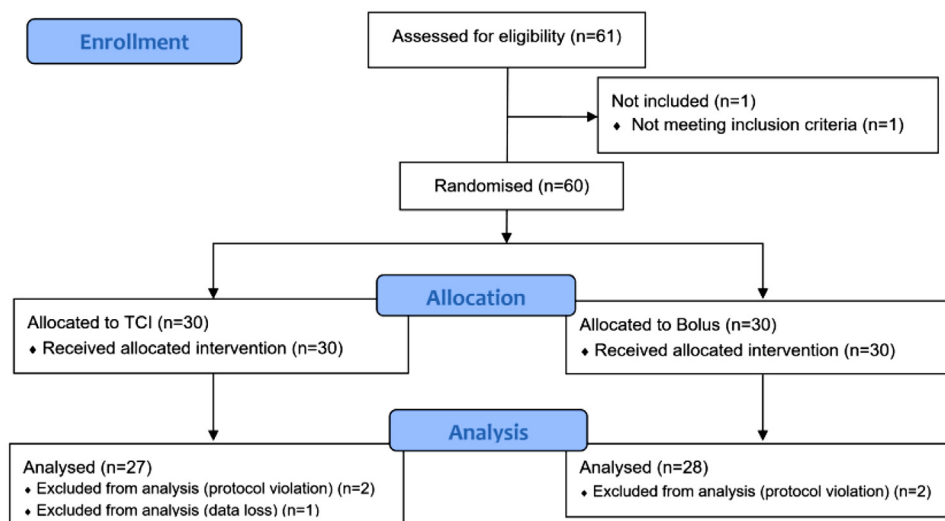 Enrollment
Assessed for eligibility (n=61)
Not included (n=1)
♦ Not meeting inclusion criteria (n=1)
Randomised (n=60)
Allocation
Allocated to TCI (n=30)
♦ Received allocated intervention (n=30)
Allocated to Bolus (n=30)
♦ Received allocated intervention (n=30)
Analysis
Analysed (n=27)
♦ Excluded from analysis (protocol violation) (n=2)
♦ Excluded from analysis (data loss) (n=1)
Analysed (n=28)
♦ Excluded from analysis (protocol violation) (n=2)